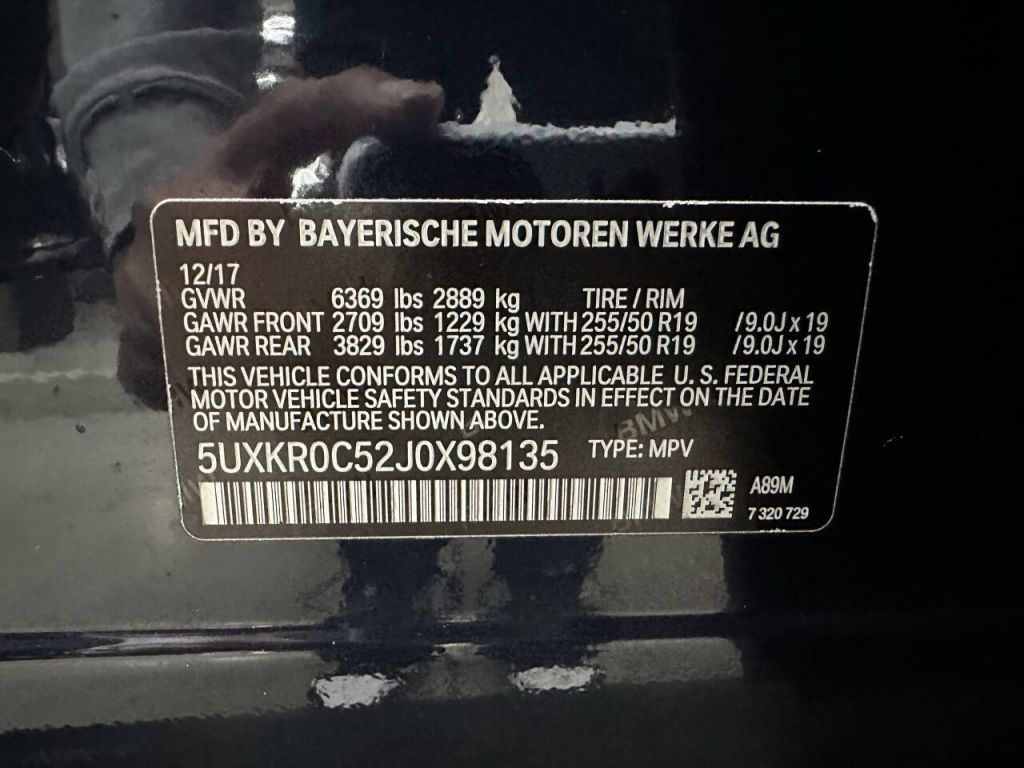 MFD BY BAYERISCHE MOTOREN WERKE AG
12/17
GVWR 6369 lbs 2889 kg TIRE / RIM
GAWR FRONT 2709 lbs 1229 kg WITH 255/50 R19 /9.0J x 19
GAWR REAR 3829 lbs 1737 kg WITH 255/50 R19 /9.0J x 19
THIS VEHICLE CONFORMS TO ALL APPLICABLE U. S. FEDERAL
MOTOR VEHICLE SAFETY STANDARDS IN EFFECT ON THE DATE
OF MANUFACTURE SHOWN ABOVE.
BMW
5UXKR0C52J0X98135 TYPE: MPV
A89M
7 320 729